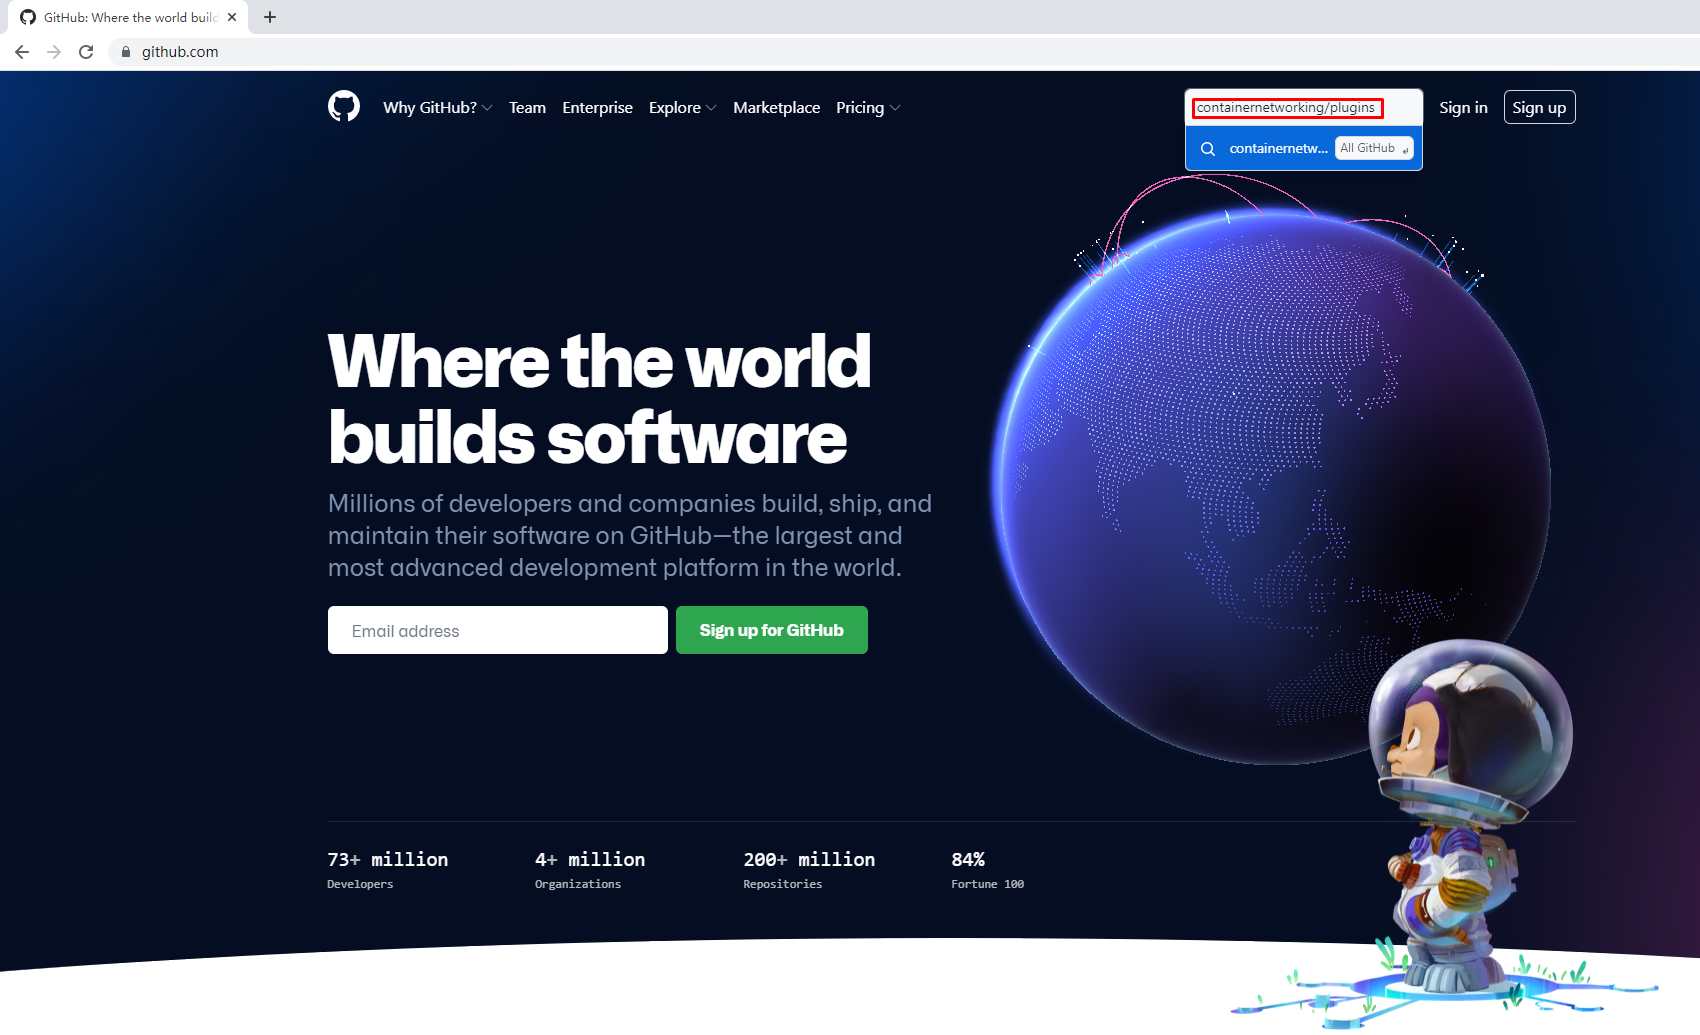 GitHub: Where the world build
github.com
Why GitHub? Team Enterprise Explore Marketplace Pricing
containernetworking/plugins
Sign in
Sign up
containernetw... All GitHub
Where the world
builds software
Millions of developers and companies build, ship, and
maintain their software on GitHub—the largest and
most advanced development platform in the world.
Email address
Sign up for GitHub
73+ million 4+ million 200+ million 84%
Developers Organizations Repositories Fortune 100